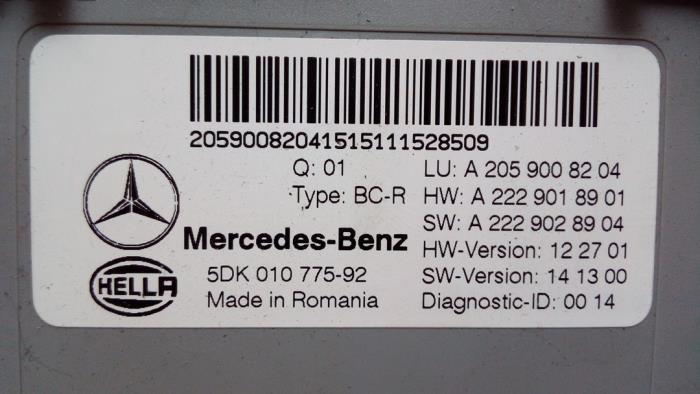 20590082041515111528509
Q: 01 LU: A 205 900 82 04
Type: BC-R HW: A 222 901 89 01
SW: A 222 902 89 04
Mercedes-Benz HW-Version: 12 27 01
HELLA 5DK 010 775-92 SW-Version: 14 13 00
Made in Romania Diagnostic-ID: 00 14